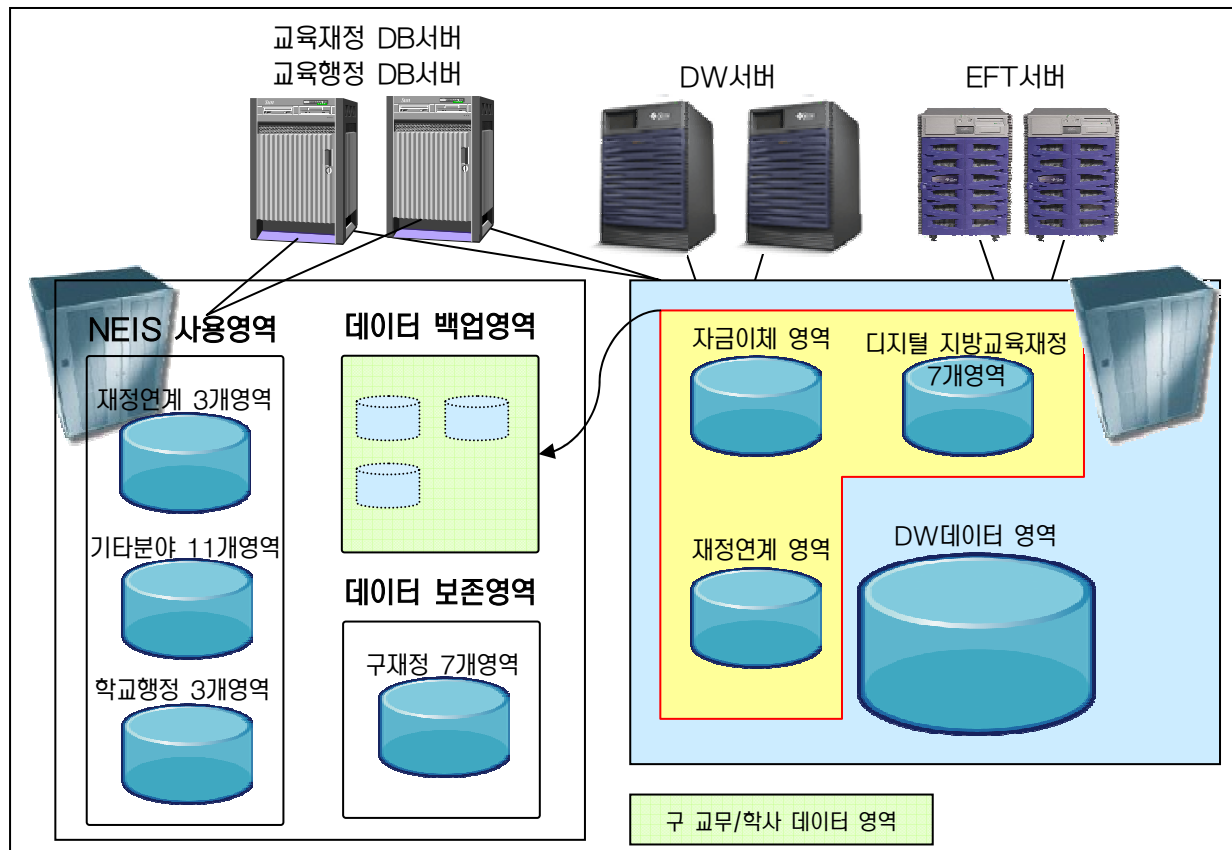 교육재정 DB서버
교육행정 DB서버
DW서버
EFT서버
NEIS 사용영역
재정연계 3개영역
기타분야 11개영역
학교행정 3개영역
데이터 백업영역
데이터 보존영역
구재정 7개영역
자금이체 영역
디지털 지방교육재정
7개영역
재정연계 영역
DW데이터 영역
구 교무/학사 데이터 영역